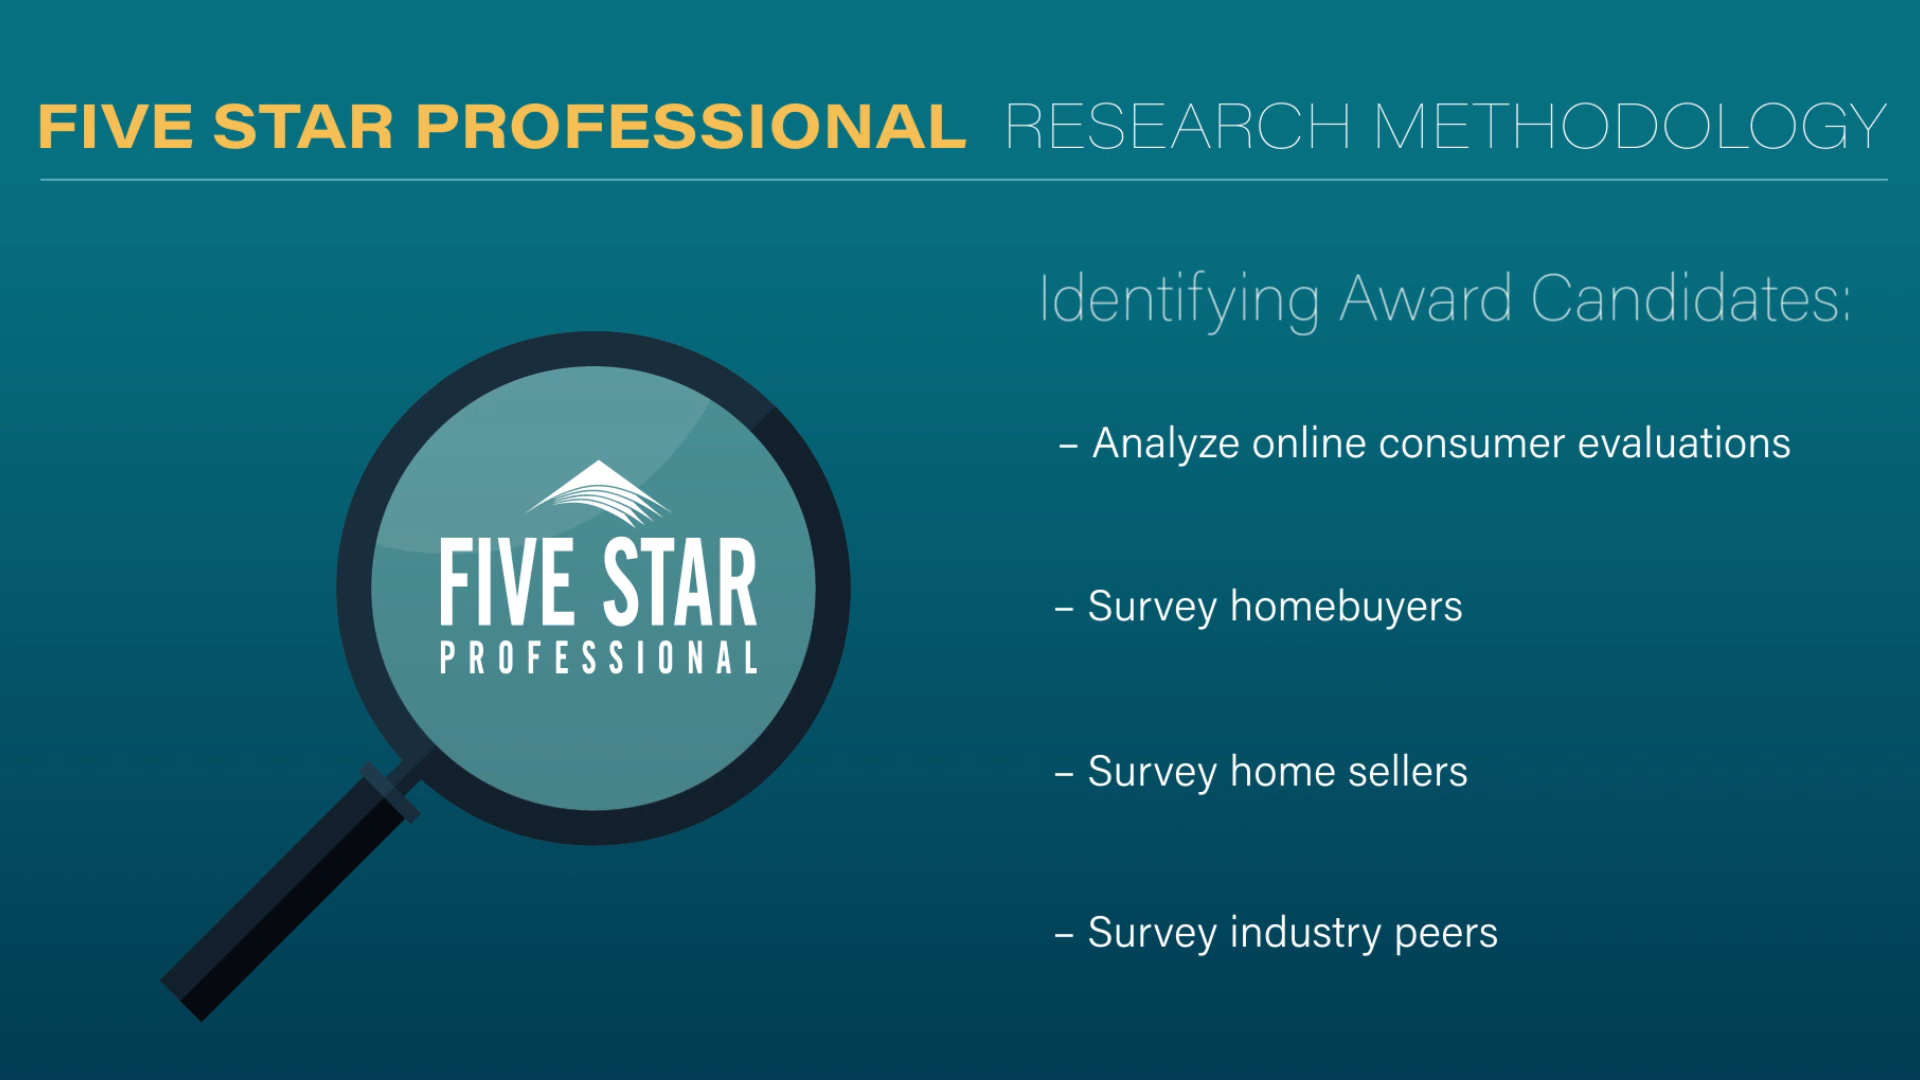 FIVE STAR PROFESSIONAL RESEARCH METHODOLOGY
Identifying Award Candidates:
– Analyze online consumer evaluations
– Survey homebuyers
– Survey home sellers
– Survey industry peers
FIVE STAR
PROFESSIONAL